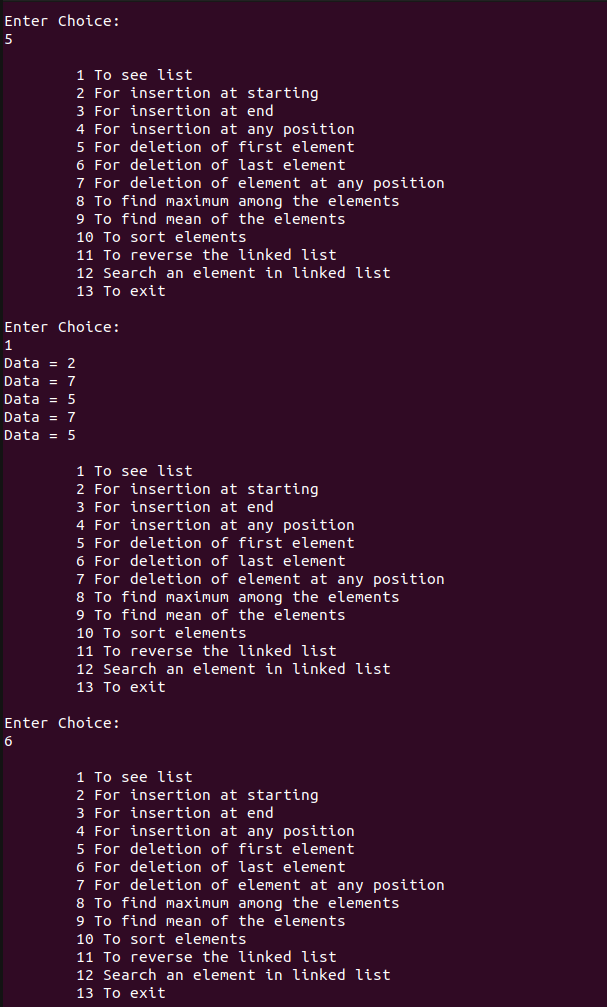 Enter Choice:
5
1 To see list
2 For insertion at starting
3 For insertion at end
4 For insertion at any position
5 For deletion of first element
6 For deletion of last element
7 For deletion of element at any position
8 To find maximum among the elements
9 To find mean of the elements
10 To sort elements
11 To reverse the linked list
12 Search an element in linked list
13 To exit
Enter Choice:
1
Data = 2
Data = 7
Data = 5
Data = 7
Data = 5
1 To see list
2 For insertion at starting
3 For insertion at end
4 For insertion at any position
5 For deletion of first element
6 For deletion of last element
7 For deletion of element at any position
8 To find maximum among the elements
9 To find mean of the elements
10 To sort elements
11 To reverse the linked list
12 Search an element in linked list
13 To exit
Enter Choice:
6
1 To see list
2 For insertion at starting
3 For insertion at end
4 For insertion at any position
5 For deletion of first element
6 For deletion of last element
7 For deletion of element at any position
8 To find maximum among the elements
9 To find mean of the elements
10 To sort elements
11 To reverse the linked list
12 Search an element in linked list
13 To exit